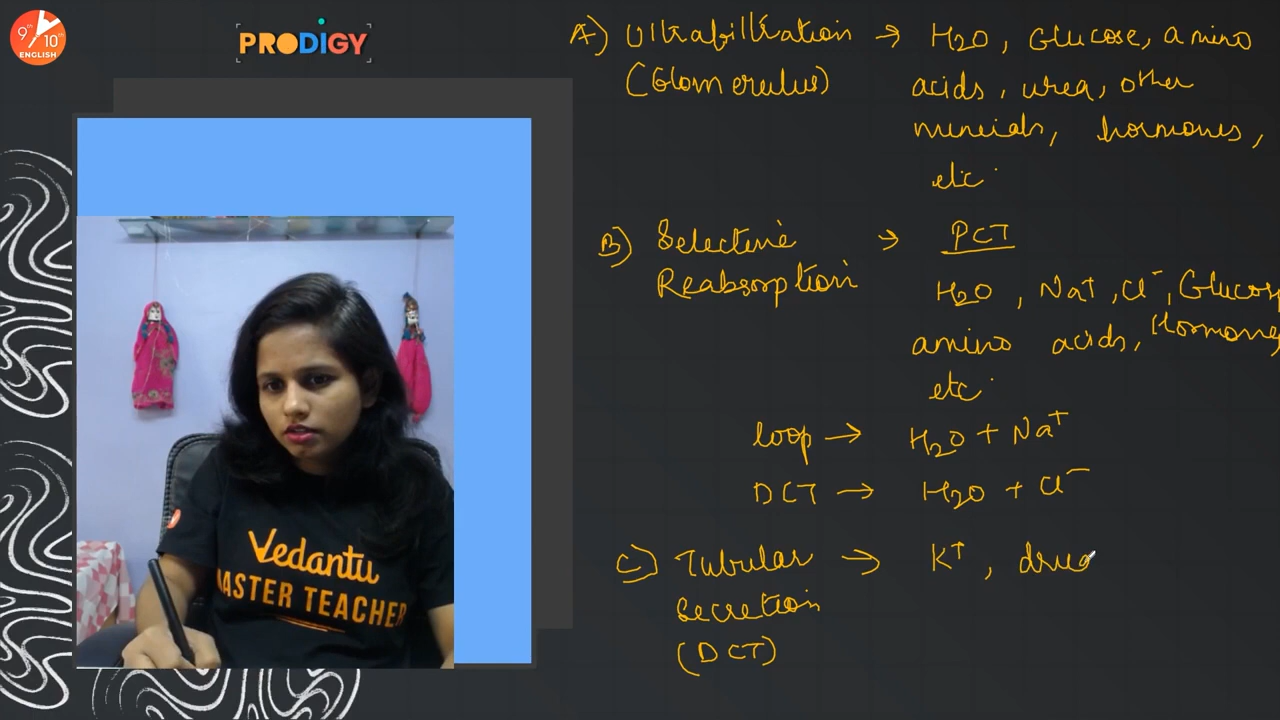 9th 10th
ENGLISH
PRODIGY
A) Ultrafiltration → H2O, Glucose, amino
(Glomerulus) acids, urea, other
minerals, hormones,
etc.
B) Selective → PCT
Reabsorption H2O, Na+, Cl-, Glucose
amino acids, Hormones
etc.
loop → H2O + Na+
DCT → H2O + Cl-
C) Tubular → K+, drug
Secretion
(DCT)
Vedantu
MASTER TEACHER